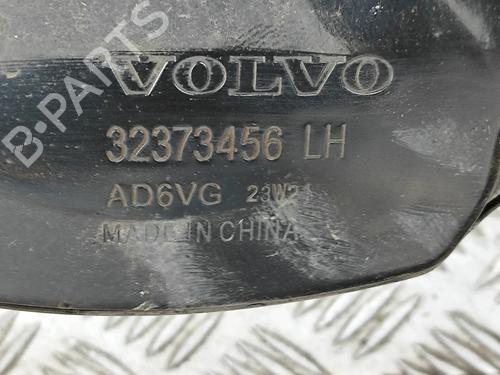 B-PARTS
VOLVO
32373456 LH
AD6VG
MADE IN CHINA